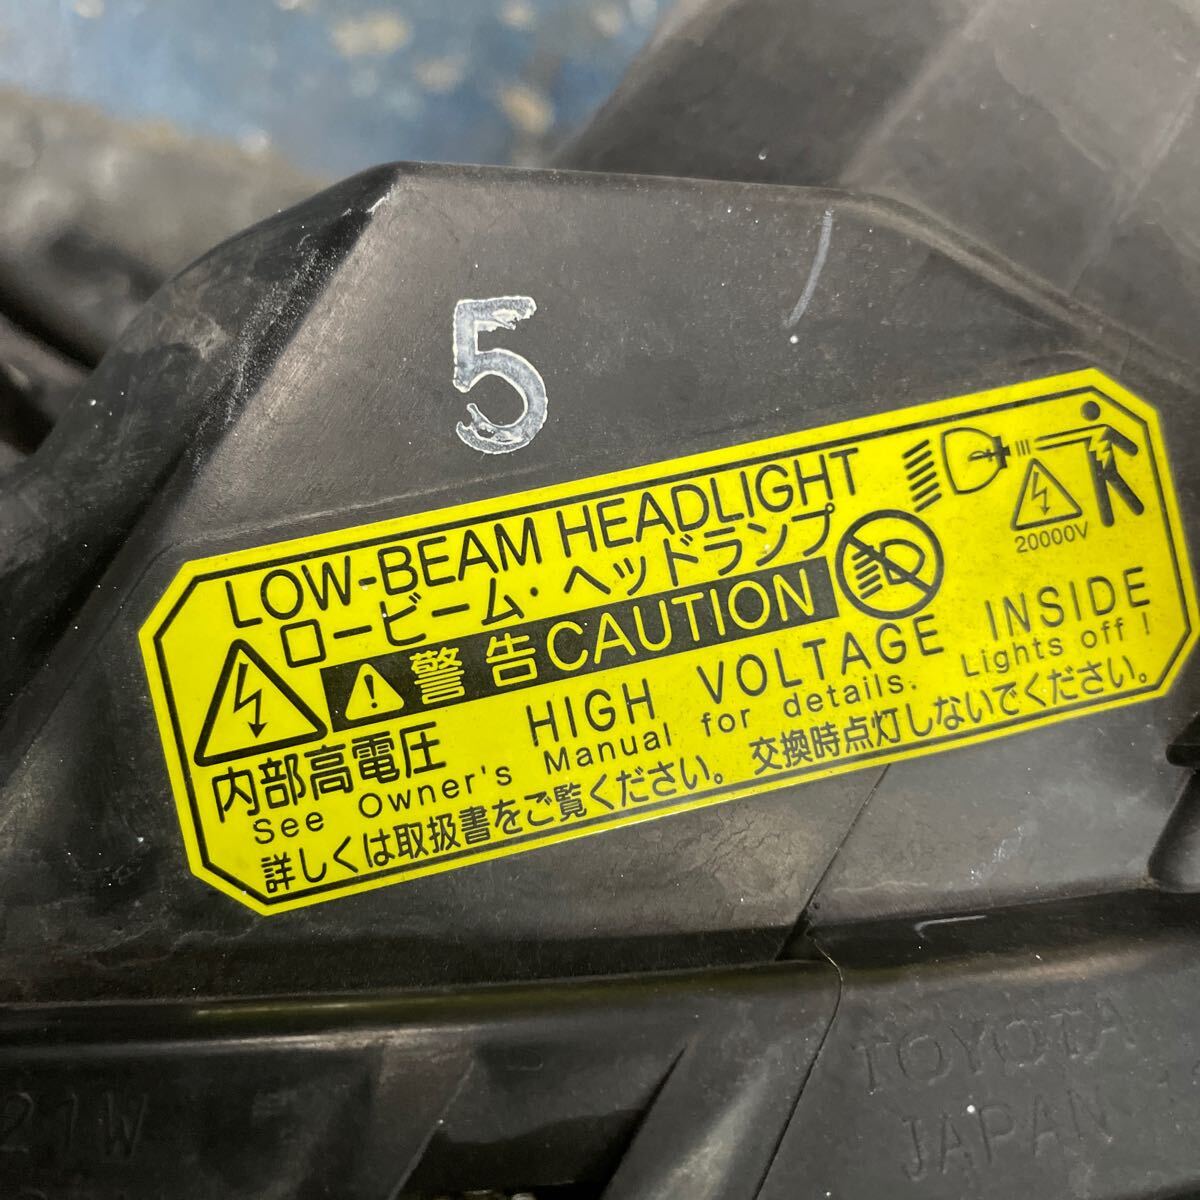 5
LOW-BEAM HEADLIGHT
ロービーム・ヘッドランプ
20000V
警告 CAUTION
内部高電圧 HIGH VOLTAGE INSIDE
See Owner's Manual for details. Lights off !
詳しくは取扱書をご覧ください。交換時点灯しないでください。
TOYOTA
JAPAN
21W